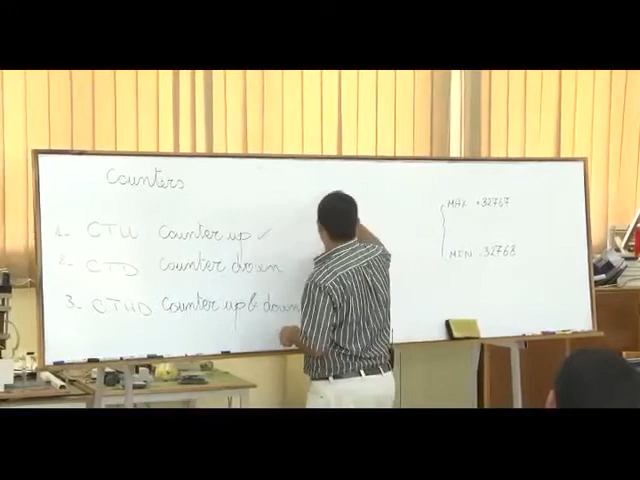 Counters
1- CTU Counter up ✓
2- CTD Counter down
3- CTUD Counter up & down
MAX +32767
MIN -32768